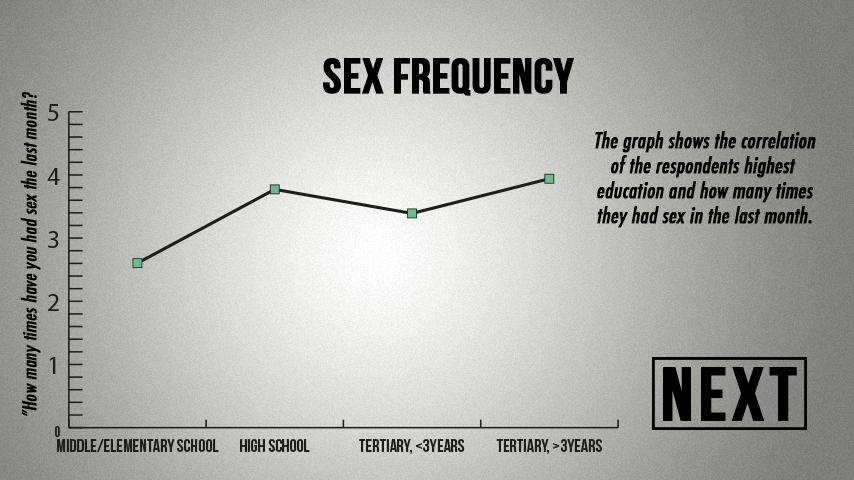 SEX FREQUENCY
"How many times have you had sex the last month?
5
4
3
2
1
0
MIDDLE/ELEMENTARY SCHOOL HIGH SCHOOL TERTIARY, <3YEARS TERTIARY, >3YEARS
The graph shows the correlation
of the respondents highest
education and how many times
they had sex in the last month.
NEXT